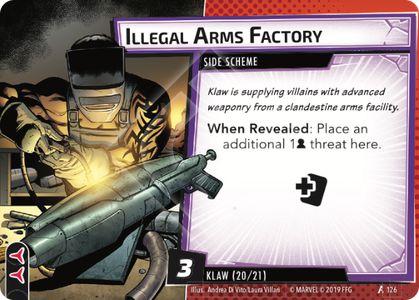 ILLEGAL ARMS FACTORY
SIDE SCHEME
Klaw is supplying villains with advanced
weaponry from a clandestine arms facility.
When Revealed: Place an
additional 1 threat here.
3
KLAW (20/21)
Illus. Andrea Di Vito/Laura Villari © MARVEL © 2019 FFG 126